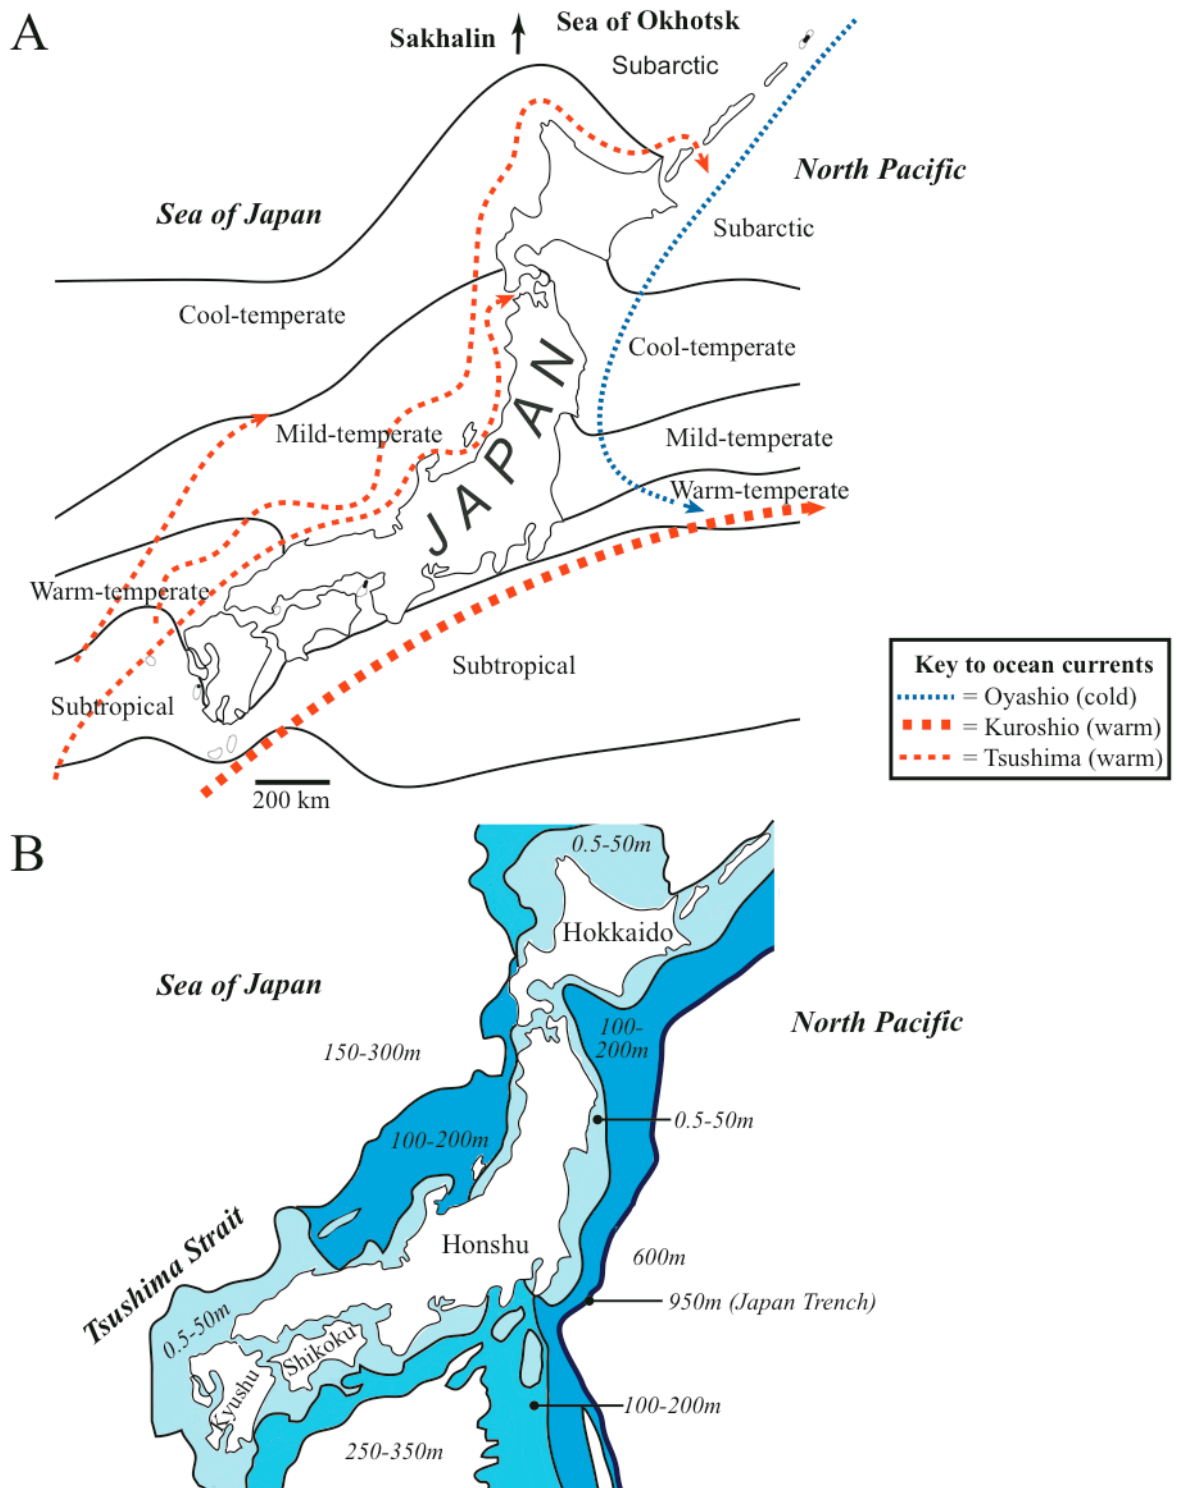 A
Sakhalin
Sea of Okhotsk
Subarctic
North Pacific
Sea of Japan
Subarctic
Cool-temperate
Cool-temperate
JAPAN
Mild-temperate
Mild-temperate
Warm-temperate
Warm-temperate
Subtropical
Subtropical
200 km
Key to ocean currents
= Oyashio (cold)
= Kuroshio (warm)
= Tsushima (warm)
B
0.5-50m
Hokkaido
Sea of Japan
North Pacific
100-
200m
150-300m
0.5-50m
100-200m
Tsushima Strait
Honshu
600m
950m (Japan Trench)
0.5-50m
Shikoku
Kyushu
100-200m
250-350m